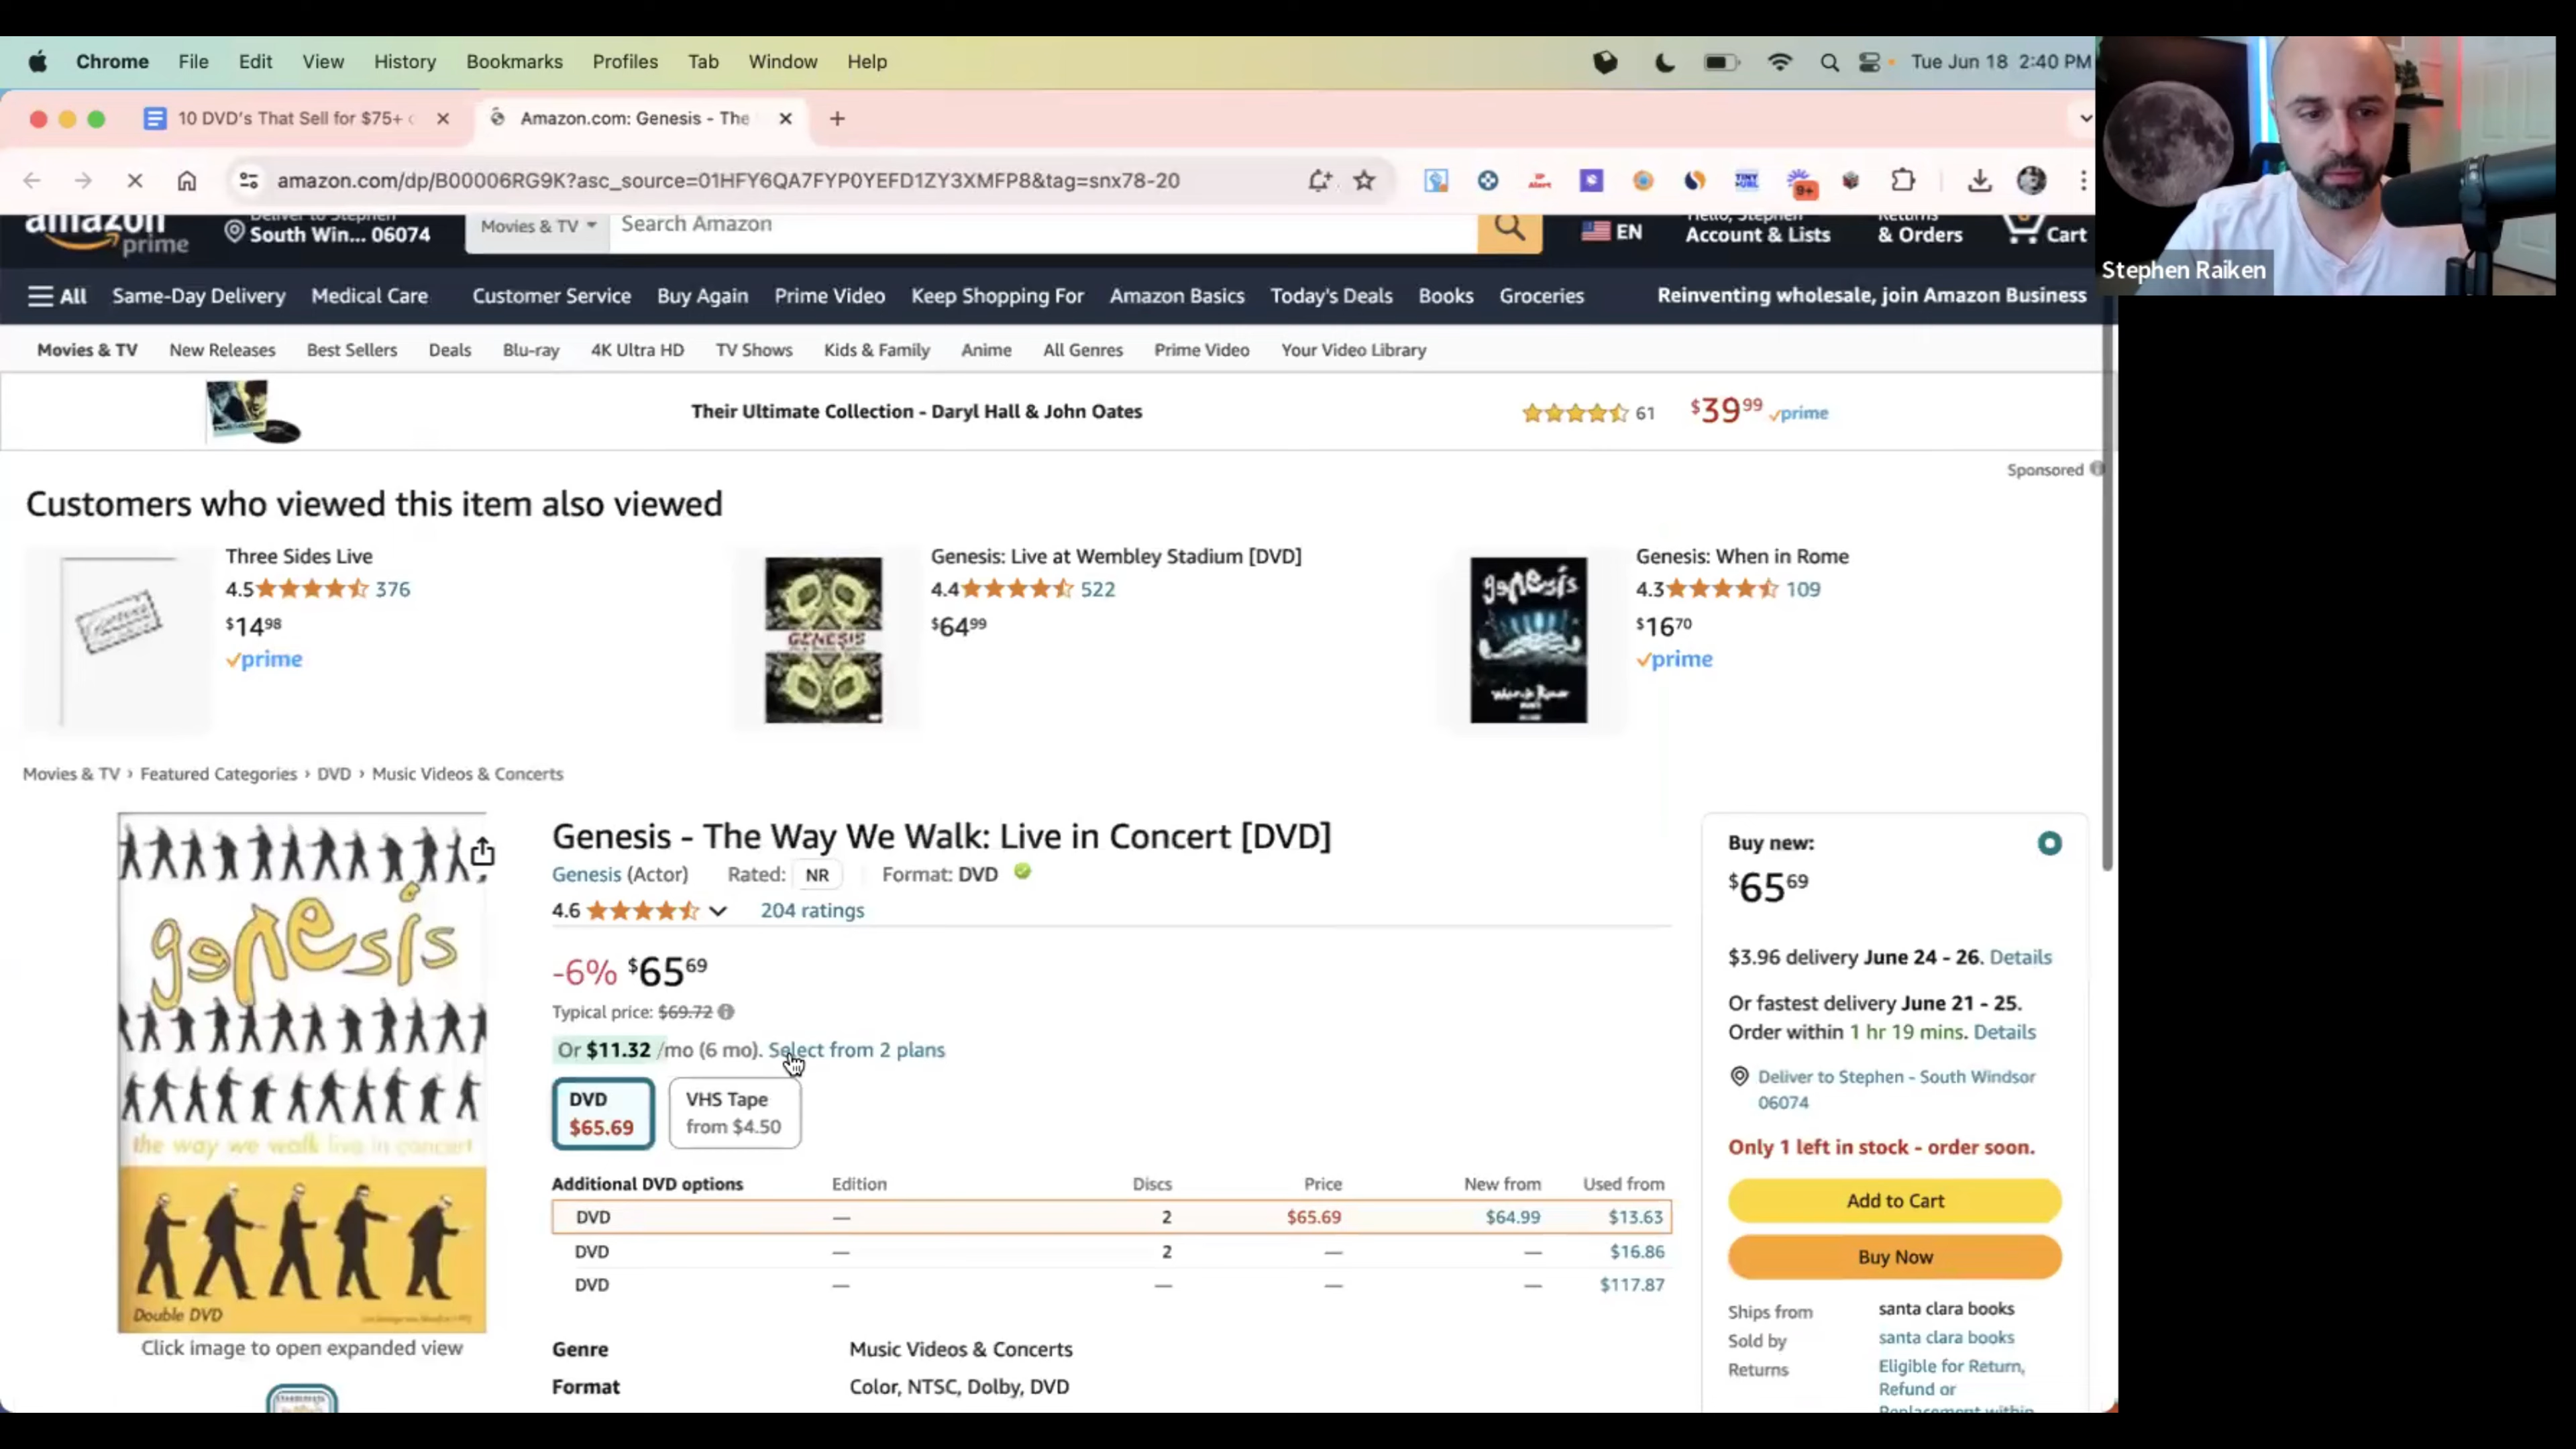 Chrome File Edit View History Bookmarks Profiles Tab Window Help Tue Jun 18 2:40 PM
10 DVD's That Sell for $75+ Amazon.com: Genesis - The
amazon.com/dp/B00006RG9K?asc_source=01HFY6QA7FYP0YEFD1ZY3XMFP8&tag=snx78-20
9+
Stephen Raiken
amazon prime
Deliver to Stephen
South Win... 06074
Movies & TV
Search Amazon
EN
Hello, Stephen
Account & Lists
Returns
& Orders
Cart
All Same-Day Delivery Medical Care Customer Service Buy Again Prime Video Keep Shopping For Amazon Basics Today's Deals Books Groceries Reinventing wholesale, join Amazon Business
Movies & TV New Releases Best Sellers Deals Blu-ray 4K Ultra HD TV Shows Kids & Family Anime All Genres Prime Video Your Video Library
Their Ultimate Collection - Daryl Hall & John Oates 61 $39.99 prime
Sponsored
Customers who viewed this item also viewed
Three Sides Live
4.5 376
$14.98
prime
GENESIS
Genesis: Live at Wembley Stadium [DVD]
4.4 522
$64.99
genesis
When in Rome
Genesis: When in Rome
4.3 109
$16.70
prime
Movies & TV › Featured Categories › DVD › Music Videos & Concerts
genesis
the way we walk live in concert
Double DVD
Click image to open expanded view
Genesis - The Way We Walk: Live in Concert [DVD]
Genesis (Actor) Rated: NR Format: DVD
4.6 204 ratings
-6% $65.69
Typical price: $69.72
Or $11.32 /mo (6 mo). Select from 2 plans
DVD
$65.69
VHS Tape
from $4.50
Additional DVD options Edition Discs Price New from Used from
DVD — 2 $65.69 $64.99 $13.63
DVD — 2 — — $16.86
DVD — — — — $117.87
Genre Music Videos & Concerts
Format Color, NTSC, Dolby, DVD
Buy new:
$65.69
$3.96 delivery June 24 - 26. Details
Or fastest delivery June 21 - 25.
Order within 1 hr 19 mins. Details
Deliver to Stephen - South Windsor
06074
Only 1 left in stock - order soon.
Add to Cart
Buy Now
Ships from santa clara books
Sold by santa clara books
Returns Eligible for Return,
Refund or
Replacement within